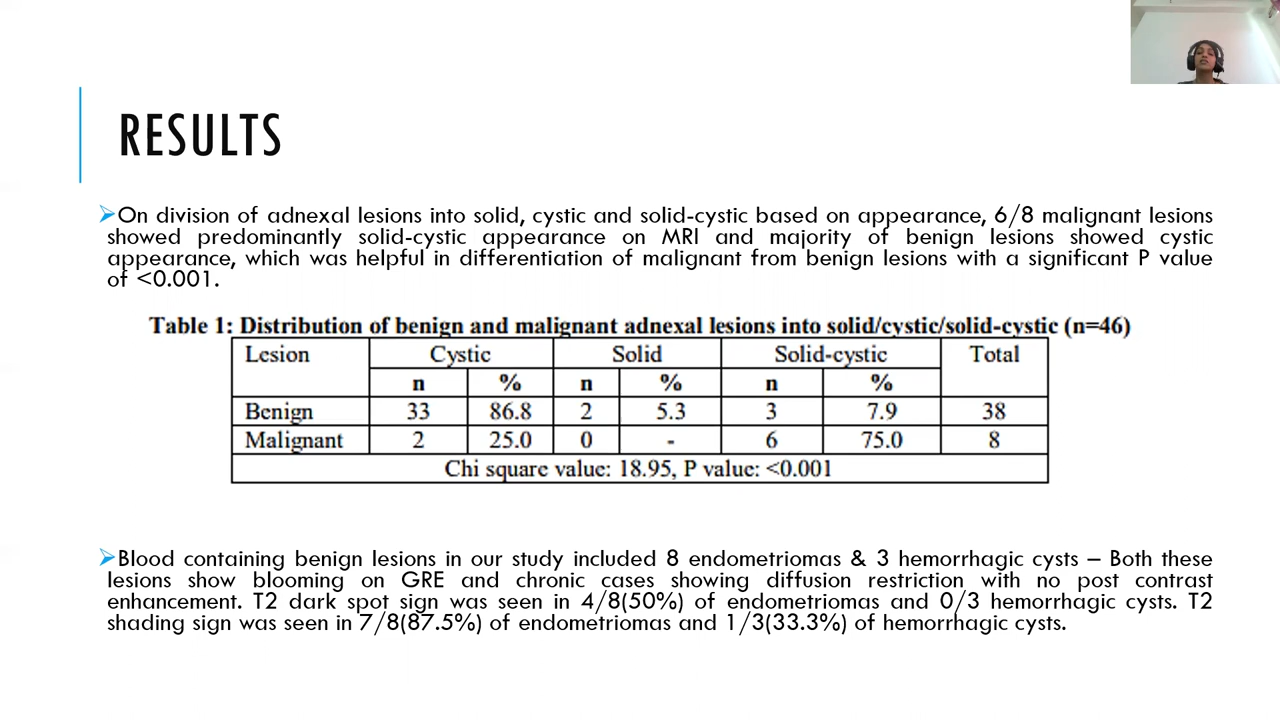 RESULTS
➤On division of adnexal lesions into solid, cystic and solid-cystic based on appearance, 6/8 malignant lesions
showed predominantly solid-cystic appearance on MRI and majority of benign lesions showed cystic
appearance, which was helpful in differentiation of malignant from benign lesions with a significant P value
of <0.001.
Table 1: Distribution of benign and malignant adnexal lesions into solid/cystic/solid-cystic (n=46)
Lesion Cystic Solid Solid-cystic Total
n % n % n %
Benign 33 86.8 2 5.3 3 7.9 38
Malignant 2 25.0 0 - 6 75.0 8
Chi square value: 18.95, P value: <0.001
➤Blood containing benign lesions in our study included 8 endometriomas & 3 hemorrhagic cysts – Both these
lesions show blooming on GRE and chronic cases showing diffusion restriction with no post contrast
enhancement. T2 dark spot sign was seen in 4/8(50%) of endometriomas and 0/3 hemorrhagic cysts. T2
shading sign was seen in 7/8(87.5%) of endometriomas and 1/3(33.3%) of hemorrhagic cysts.